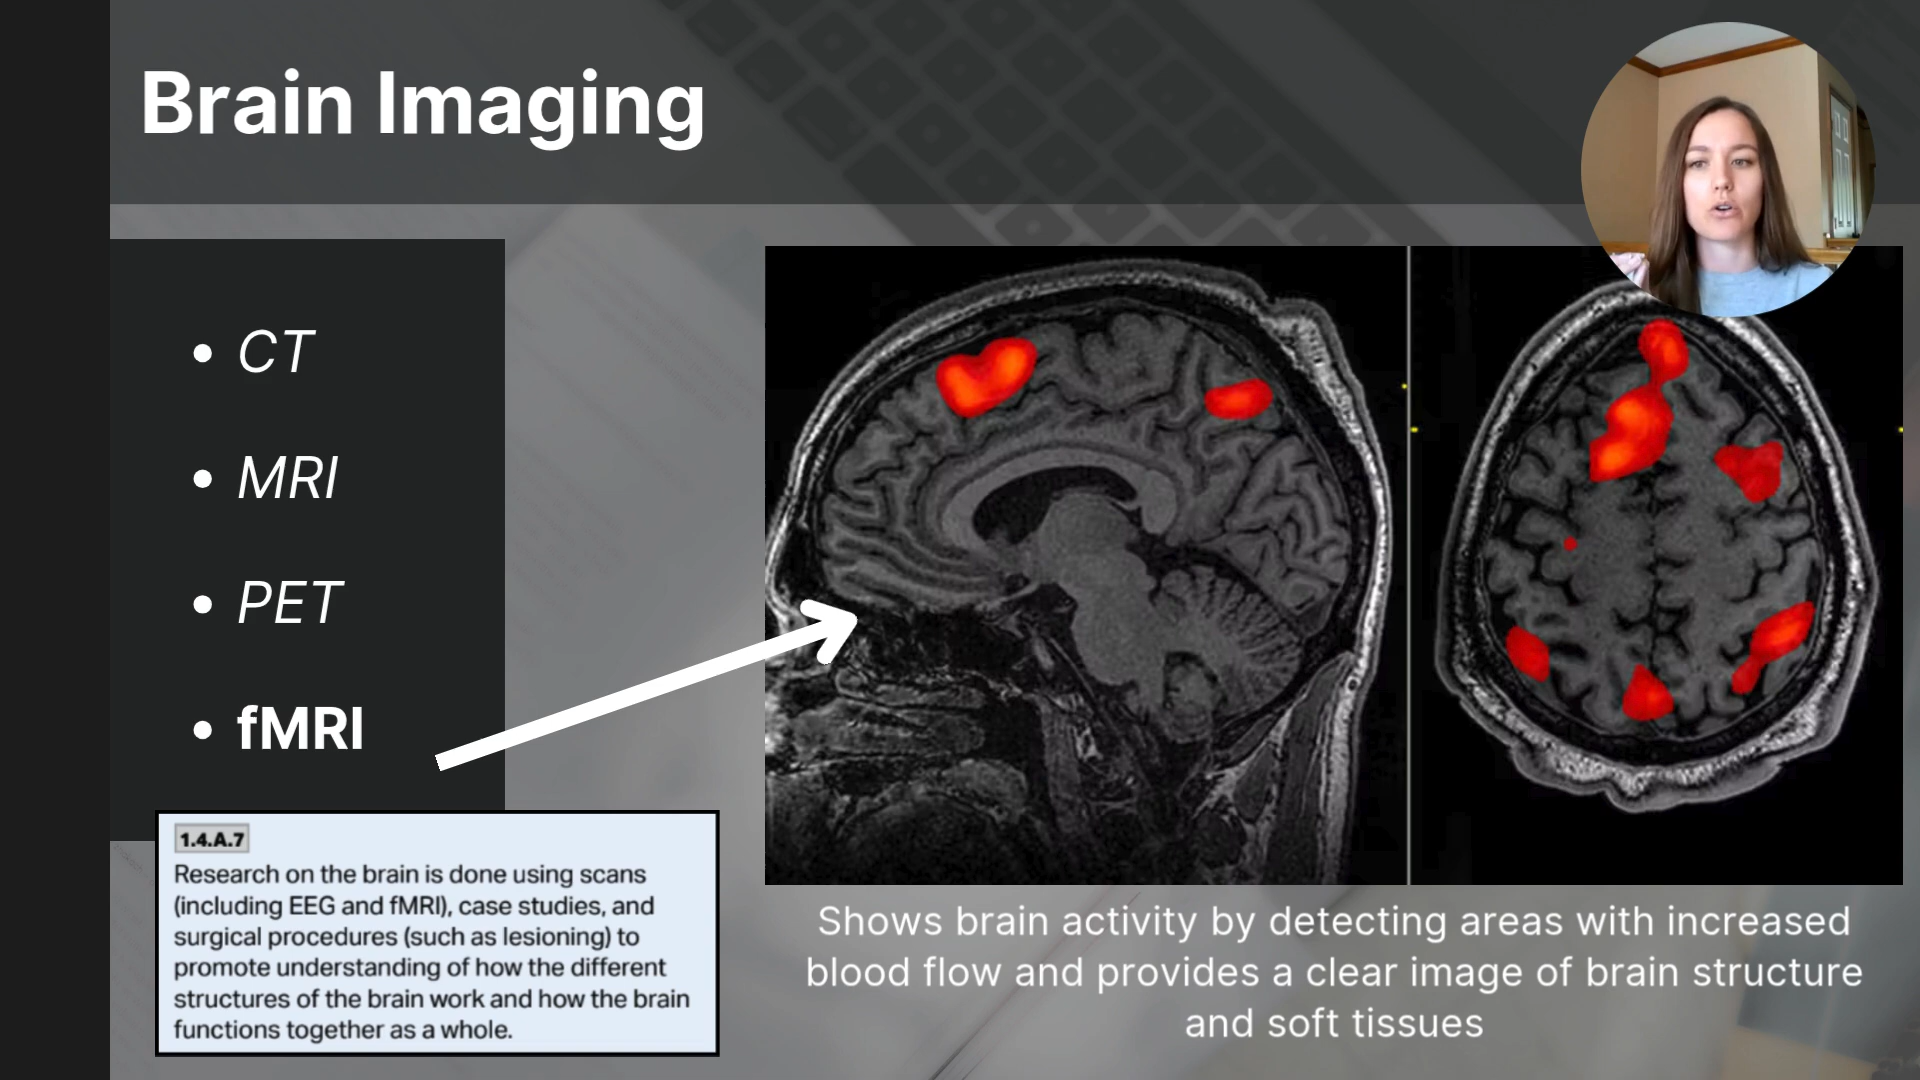 Brain Imaging
CT
MRI
PET
fMRI
1.4.A.7
Research on the brain is done using scans
(including EEG and fMRI), case studies, and
surgical procedures (such as lesioning) to
promote understanding of how the different
structures of the brain work and how the brain
functions together as a whole.
Shows brain activity by detecting areas with increased
blood flow and provides a clear image of brain structure
and soft tissues